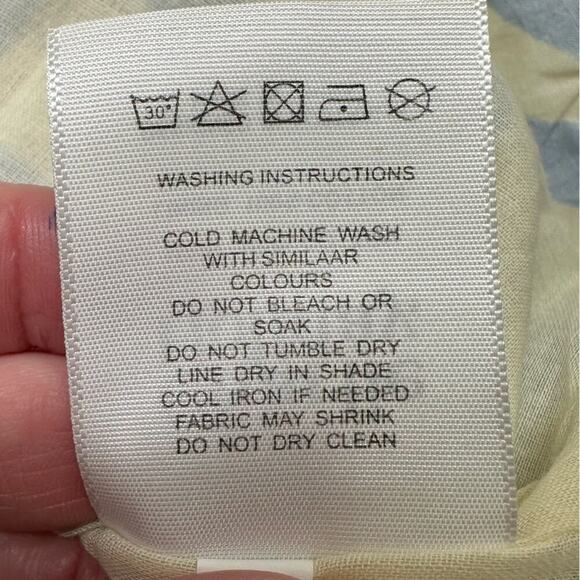 30°
WASHING INSTRUCTIONS
COLD MACHINE WASH
WITH SIMILAAR
COLOURS
DO NOT BLEACH OR
SOAK
DO NOT TUMBLE DRY
LINE DRY IN SHADE
COOL IRON IF NEEDED
FABRIC MAY SHRINK
DO NOT DRY CLEAN